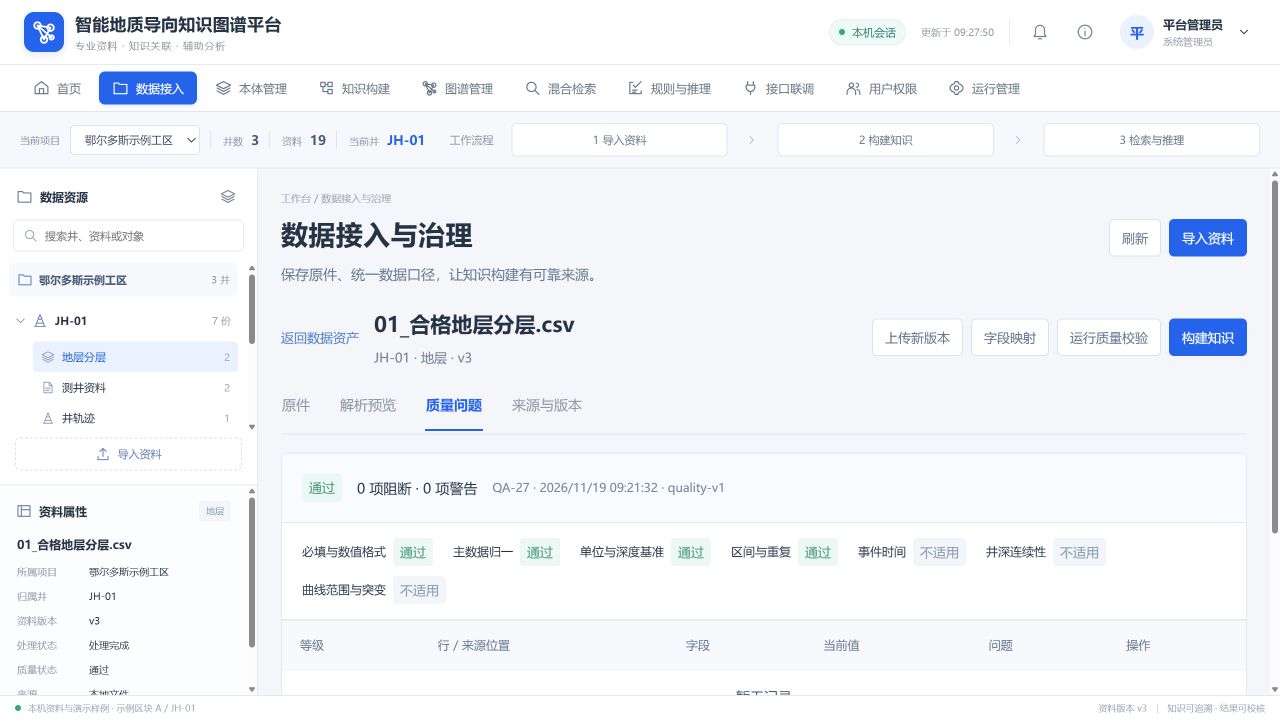 智能地质导向知识图谱平台
专业资料 · 知识关联 · 辅助分析
本机会话
更新于 09:27:50
平
平台管理员
系统管理员
首页
数据接入
本体管理
知识构建
图谱管理
混合检索
规则与推理
接口联调
用户权限
运行管理
当前项目 鄂尔多斯示例工区 井数 3 资料 19 当前井 JH-01 工作流程 1 导入资料 2 构建知识 3 检索与推理
数据资源
搜索井、资料或对象
鄂尔多斯示例工区 3 井
JH-01 7 份
地层分层 2
测井资料 2
井轨迹 1
导入资料
资料属性 地层
01_合格地层分层.csv
所属项目 鄂尔多斯示例工区
归属井 JH-01
资料版本 v3
处理状态 处理完成
质量状态 通过
来源 本地文件
工作台 / 数据接入与治理
数据接入与治理
刷新 导入资料
保存原件、统一数据口径，让知识构建有可靠来源。
返回数据资产
01_合格地层分层.csv
JH-01 · 地层 · v3
上传新版本 字段映射 运行质量校验 构建知识
原件 解析预览 质量问题 来源与版本
通过 0 项阻断 · 0 项警告 QA-27 · 2026/11/19 09:21:32 · quality-v1
必填与数值格式 通过 主数据归一 通过 单位与深度基准 通过 区间与重复 通过 事件时间 不适用 井深连续性 不适用
曲线范围与突变 不适用
等级 行 / 来源位置 字段 当前值 问题 操作
暂无记录
本机资料与演示样例 · 示例区块 A / JH-01
资料版本 v3 知识可追溯 · 结果可校核